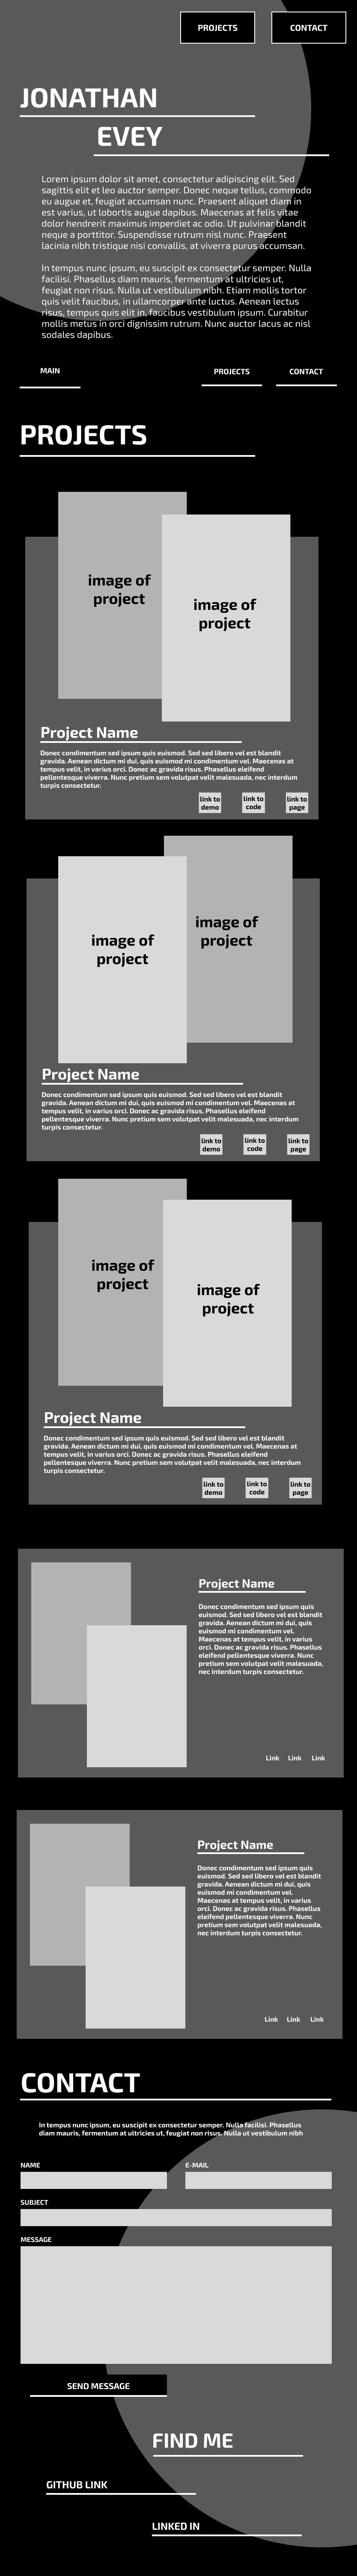 PROJECTS
CONTACT
JONATHAN
EVEY
Lorem ipsum dolor sit amet, consectetur adipiscing elit. Sed
sagittis elit et leo auctor semper. Donec neque tellus, commodo
eu augue et, feugiat accumsan nunc. Praesent aliquet diam in
est varius, ut lobortis augue dapibus. Maecenas at felis vitae
dolor hendrerit maximus imperdiet ac odio. Ut pulvinar blandit
neque a porttitor. Suspendisse rutrum nisl nunc. Praesent
lacinia nibh tristique nisi convallis, at viverra purus accumsan.
In tempus nunc ipsum, eu suscipit ex consectetur semper. Nulla
facilisi. Phasellus diam mauris, fermentum at ultricies ut,
feugiat non risus. Nulla ut vestibulum nibh. Etiam mollis tortor
quis velit faucibus, in ullamcorper ante luctus. Aenean lectus
risus, tempus quis elit in, faucibus interdum ipsum. Curabitur
mollis metus in orci dignissim rutrum. Nunc auctor lacus ac nisl
sodales dapibus.
MAIN
PROJECTS
CONTACT
PROJECTS
image of
project
image of
project
Project Name
Donec condimentum sed ipsum quis euismod. Sed sed libero vel est blandit
gravida. Aenean dictum mi dui, quis euismod mi condimentum vel. Maecenas at
tempus velit, in varius orci. Donec ac gravida risus. Phasellus eleifend
pellentesque viverra. Nunc pretium sem volutpat velit malesuada, nec interdum
turpis consectetur.
link to
demo
link to
code
link to
page
image of
project
image of
project
Project Name
Donec condimentum sed ipsum quis euismod. Sed sed libero vel est blandit
gravida. Aenean dictum mi dui, quis euismod mi condimentum vel. Maecenas at
tempus velit, in varius orci. Donec ac gravida risus. Phasellus eleifend
pellentesque viverra. Nunc pretium sem volutpat velit malesuada, nec interdum
turpis consectetur.
link to
demo
link to
code
link to
page
image of
project
image of
project
Project Name
Donec condimentum sed ipsum quis euismod. Sed sed libero vel est blandit
gravida. Aenean dictum mi dui, quis euismod mi condimentum vel. Maecenas at
tempus velit, in varius orci. Donec ac gravida risus. Phasellus eleifend
pellentesque viverra. Nunc pretium sem volutpat velit malesuada, nec interdum
turpis consectetur.
link to
demo
link to
code
link to
page
Project Name
Donec condimentum sed ipsum quis
euismod. Sed sed libero vel est blandit
gravida. Aenean dictum mi dui, quis
euismod mi condimentum vel.
Maecenas at tempus velit, in varius
orci. Donec ac gravida risus. Phasellus
eleifend pellentesque viverra. Nunc
pretium sem volutpat velit malesuada,
nec interdum turpis consectetur.
Link
Link
Link
Project Name
Donec condimentum sed ipsum quis
euismod. Sed sed libero vel est blandit
gravida. Aenean dictum mi dui, quis
euismod mi condimentum vel.
Maecenas at tempus velit, in varius
orci. Donec ac gravida risus. Phasellus
eleifend pellentesque viverra. Nunc
pretium sem volutpat velit malesuada,
nec interdum turpis consectetur.
Link
Link
Link
CONTACT
In tempus nunc ipsum, eu suscipit ex consectetur semper. Nulla facilisi. Phasellus
diam mauris, fermentum at ultricies ut, feugiat non risus. Nulla ut vestibulum nibh
NAME
E-MAIL
SUBJECT
MESSAGE
SEND MESSAGE
FIND ME
GITHUB LINK
LINKED IN